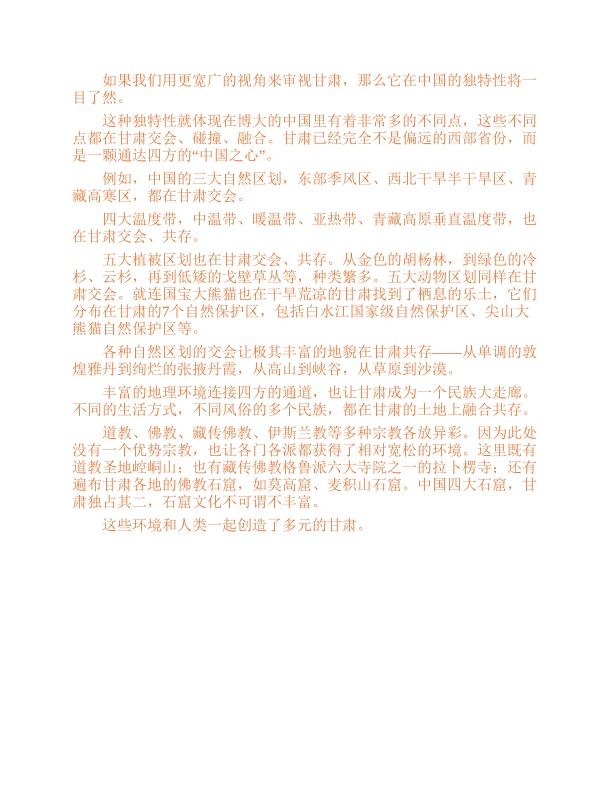 如果我们用更宽广的视角来审视甘肃，那么它在中国的独特性将一
目了然。
这种独特性就体现在博大的中国里有着非常多的不同点，这些不同
点都在甘肃交会、碰撞、融合。甘肃已经完全不是偏远的西部省份，而
是一颗通达四方的“中国之心”。
例如，中国的三大自然区划，东部季风区、西北干旱半干旱区、青
藏高寒区，都在甘肃交会。
四大温度带，中温带、暖温带、亚热带、青藏高原垂直温度带，也
在甘肃交会、共存。
五大植被区划也在甘肃交会、共存。从金色的胡杨林，到绿色的冷
杉、云杉，再到低矮的戈壁草丛等，种类繁多。五大动物区划同样在甘
肃交会。就连国宝大熊猫也在干旱荒凉的甘肃找到了栖息的乐土，它们
分布在甘肃的7个自然保护区，包括白水江国家级自然保护区、尖山大
熊猫自然保护区等。
各种自然区划的交会让极其丰富的地貌在甘肃共存——从单调的敦
煌雅丹到绚烂的张掖丹霞，从高山到峡谷，从草原到沙漠。
丰富的地理环境连接四方的通道，也让甘肃成为一个民族大走廊。
不同的生活方式，不同风俗的多个民族，都在甘肃的土地上融合共存。
道教、佛教、藏传佛教、伊斯兰教等多种宗教各放异彩。因为此处
没有一个优势宗教，也让各门各派都获得了相对宽松的环境。这里既有
道教圣地崆峒山；也有藏传佛教格鲁派六大寺院之一的拉卜楞寺；还有
遍布甘肃各地的佛教石窟，如莫高窟、麦积山石窟。中国四大石窟，甘
肃独占其二，石窟文化不可谓不丰富。
这些环境和人类一起创造了多元的甘肃。